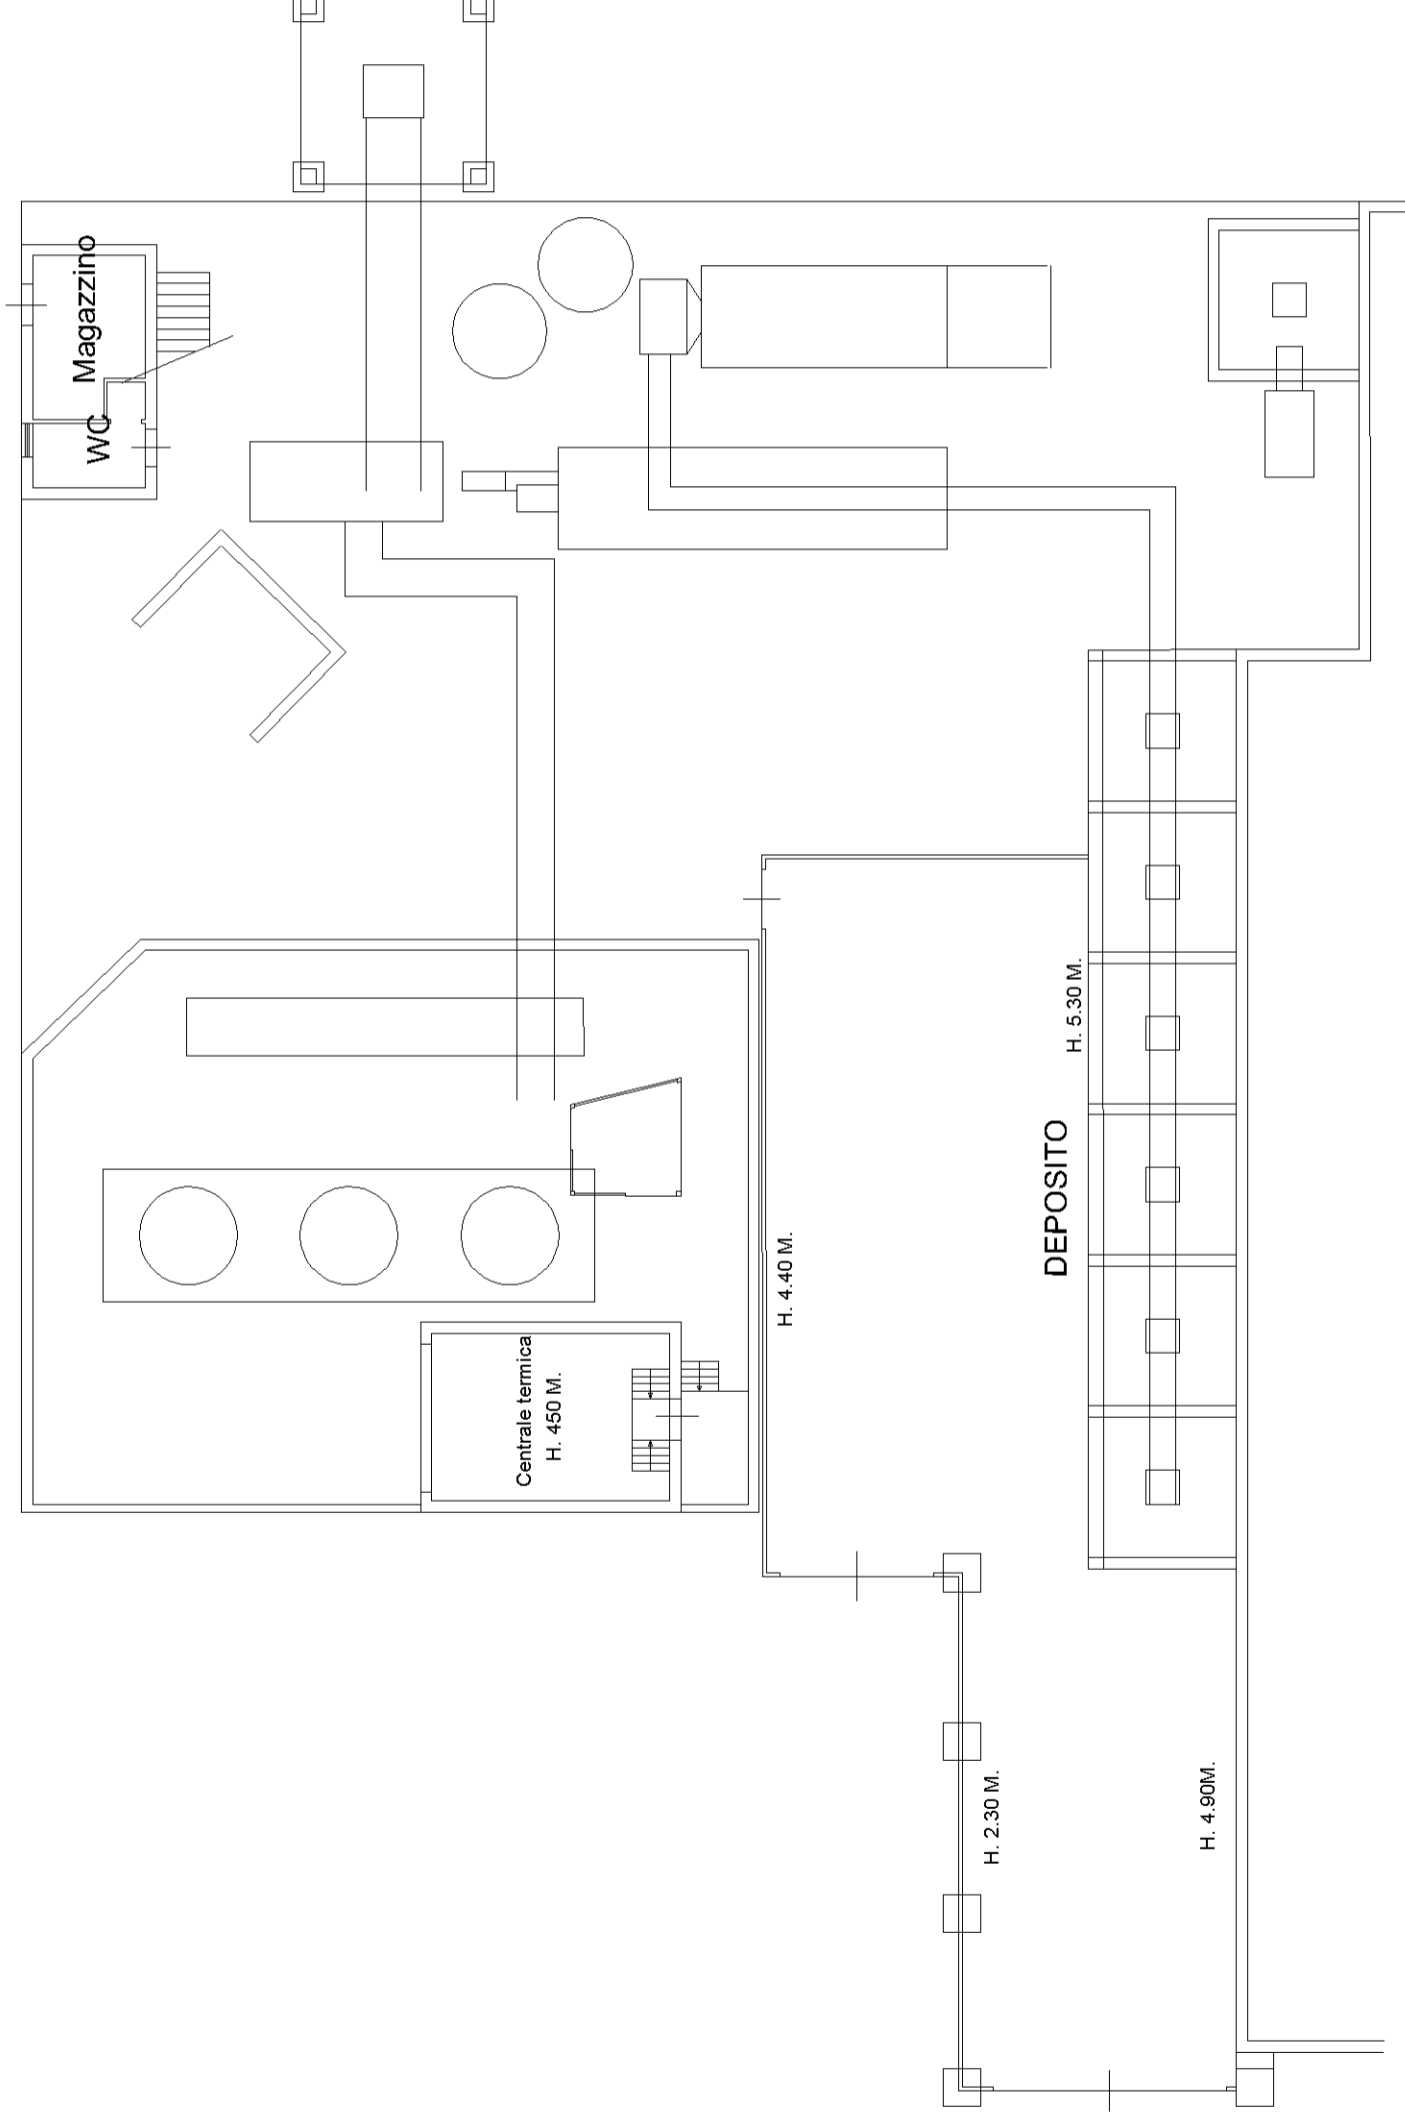 Magazzino
WC
H. 5.30 M.
DEPOSITO
H. 4.40 M.
Centrale termica
H. 450 M.
H. 2.30 M.
H. 4.90M.